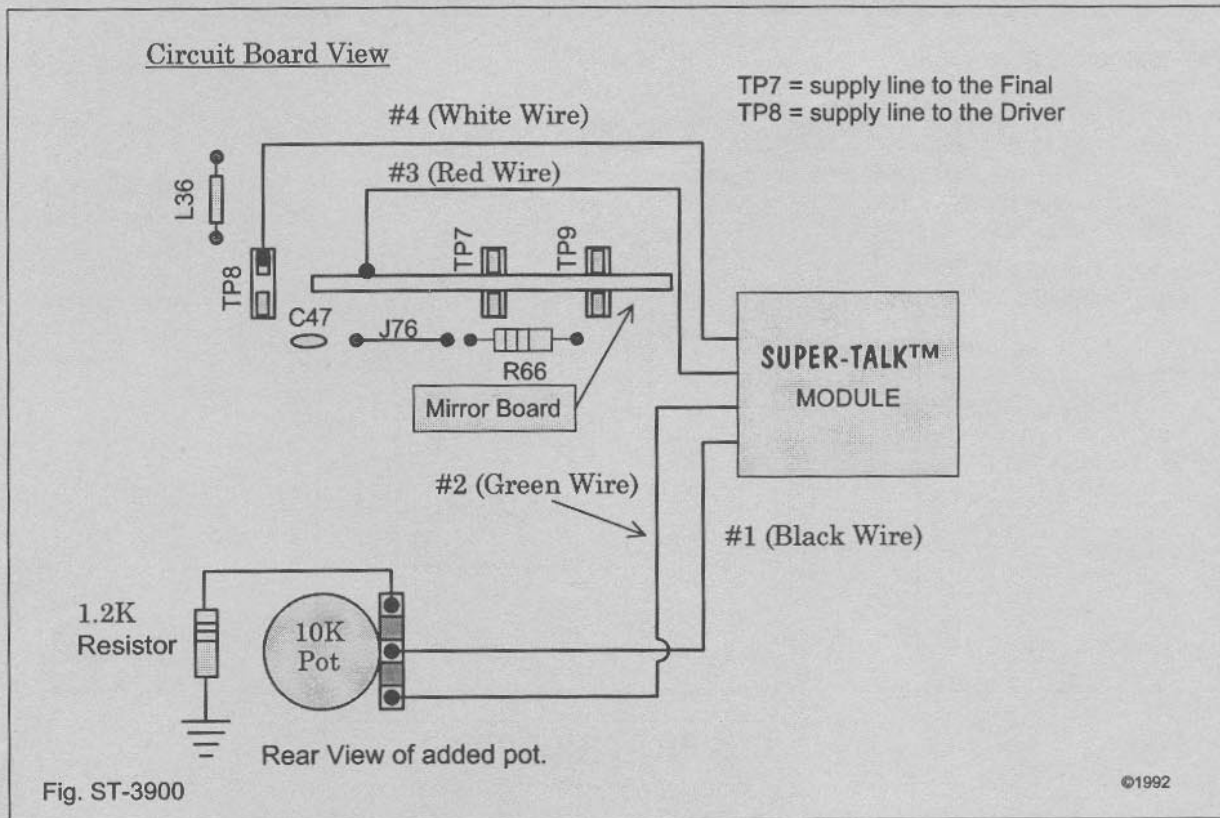 Circuit Board View
TP7 = supply line to the Final
TP8 = supply line to the Driver
#4 (White Wire)
#3 (Red Wire)
L36
TP8
TP7
TP9
C47
J76
R66
Mirror Board
SUPER-TALK™
MODULE
#2 (Green Wire)
#1 (Black Wire)
1.2K
Resistor
10K
Pot
Rear View of added pot.
Fig. ST-3900
©1992